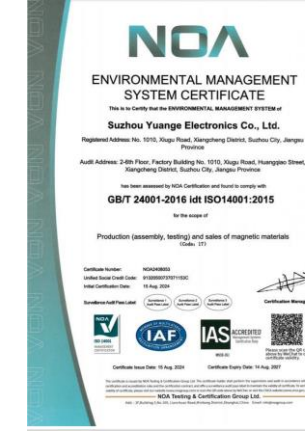 NOA
ENVIRONMENTAL MANAGEMENT
SYSTEM CERTIFICATE
This is to Certify that the ENVIRONMENTAL MANAGEMENT SYSTEM of
Suzhou Yuange Electronics Co., Ltd.
Registered Address: No. 1010, Xiugu Road, Xiangcheng District, Suzhou City, Jiangsu
Province
Audit Address: 2-6th Floor, Factory Building No. 1010, Xiugu Road, Huangqiao Street,
Xiangcheng District, Suzhou City, Jiangsu Province
has been assessed by NOA Certification and found to comply with
GB/T 24001-2016 idt ISO14001:2015
for the scope of
Production (assembly, testing) and sales of magnetic materials
Certificate Number:
Unified Social Credit Code:
Initial Certification Date: 15 Aug, 2024
Surveillance Audit Pass Label
Certification Manager
NOA
IAF
IAS ACCREDITED
Certificate Issue Date: 15 Aug, 2024
Certificate Expiry Date: 14 Aug, 2027
NOA Testing & Certification Group Ltd.